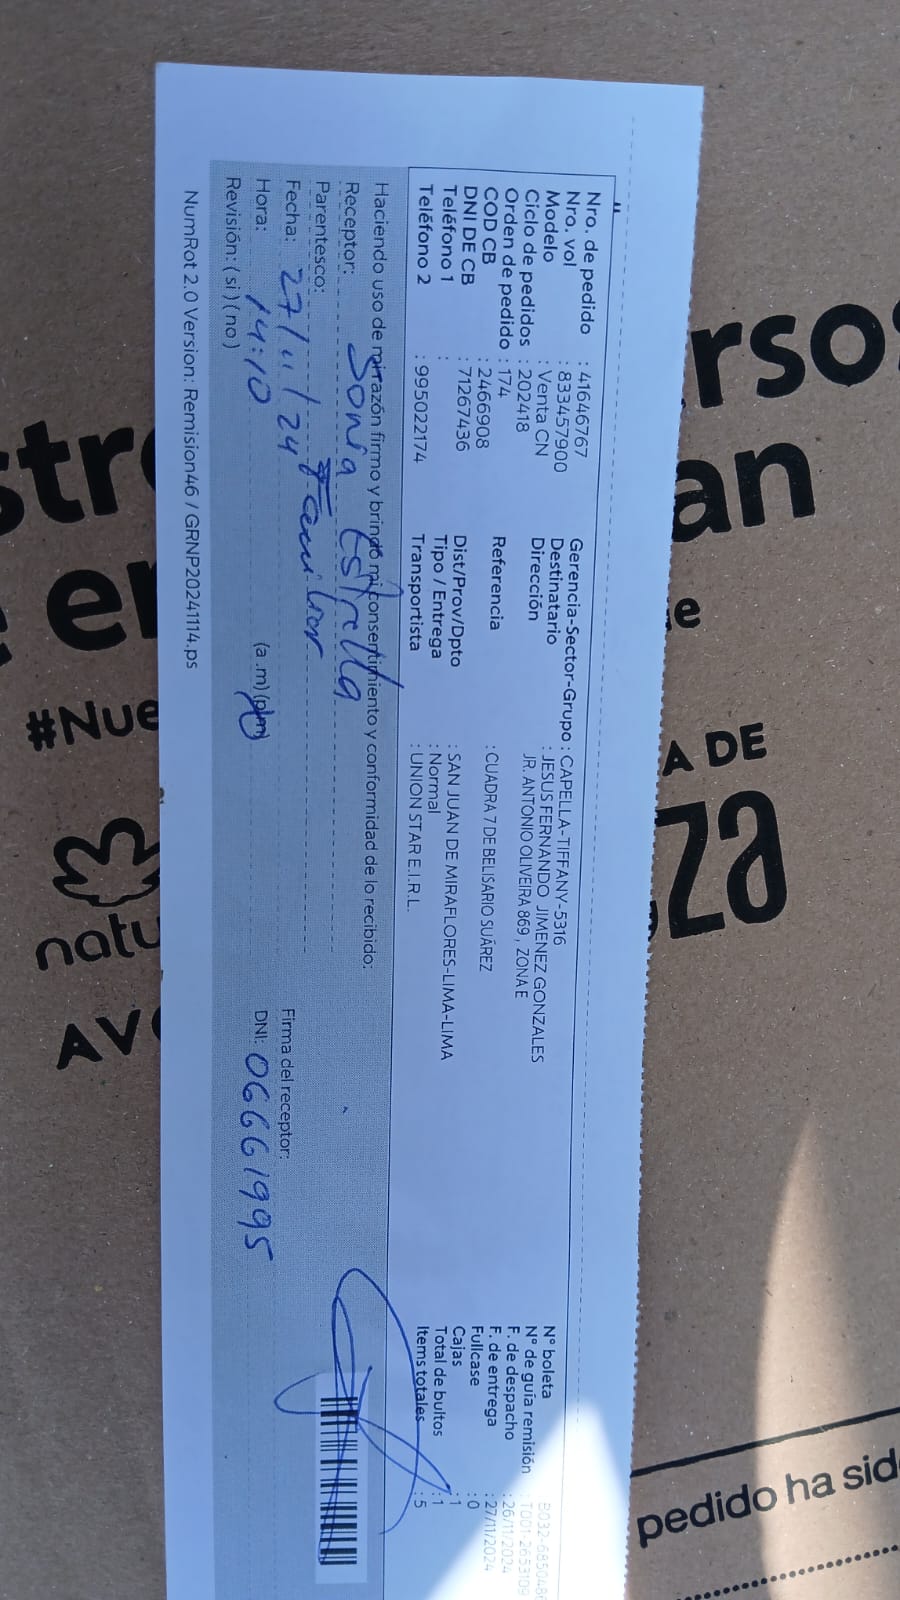 Nro. de pedido : 41646767
Nro. vol : 833457900
Modelo : Venta CN
Ciclo de pedidos : 202418
Orden de pedido : 174
COD CB : 2466908
DNI DE CB : 71267436
Teléfono 1 :
Teléfono 2 : 995022174
Gerencia-Sector-Grupo : CAPELLA-TIFFANY-5316
Destinatario : JESUS FERNANDO JIMENEZ GONZALES
Dirección : JR. ANTONIO OLIVEIRA 869 , ZONA E
Referencia : CUADRA 7 DE BELISARIO SUÁREZ
Dist/Prov/Dpto : SAN JUAN DE MIRAFLORES-LIMA-LIMA
Tipo / Entrega : Normal
Transportista : UNION STAR E.I.R.L.
N° boleta
N° de guía remisión : T001-2653109
F. de despacho : 26/11/2024
F. de entrega : 27/11/2024
Fullcase : 0
Cajas : 1
Total de bultos : 1
Items totales : 5
Haciendo uso de mi razón firmo y brindo mi consentimiento y conformidad de lo recibido:
Receptor: Sonia Estrella
Parentesco: Familiar
Fecha: 27/11/24
Hora: 14:10 (a .m) (p.m)
Revisión: ( si ) ( no )
Firma del receptor:
DNI: 06661995
NumRot 2.0 Version: Remision46 / GRNP20241114.ps
#Nue
natu
A DE
za
pedido ha sid